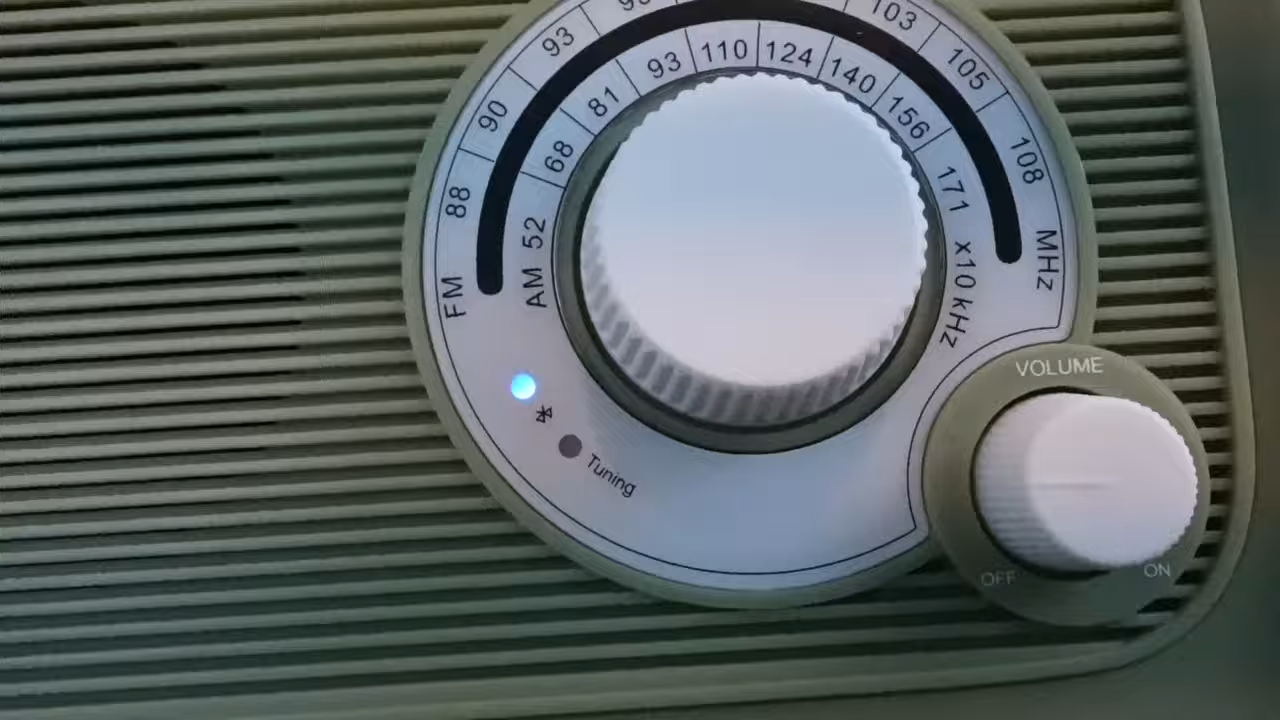 FM 88 90 93 103 105 108 MHz
AM 52 68 81 93 110 124 140 156 171 x10 kHz
Tuning
VOLUME
OFF ON